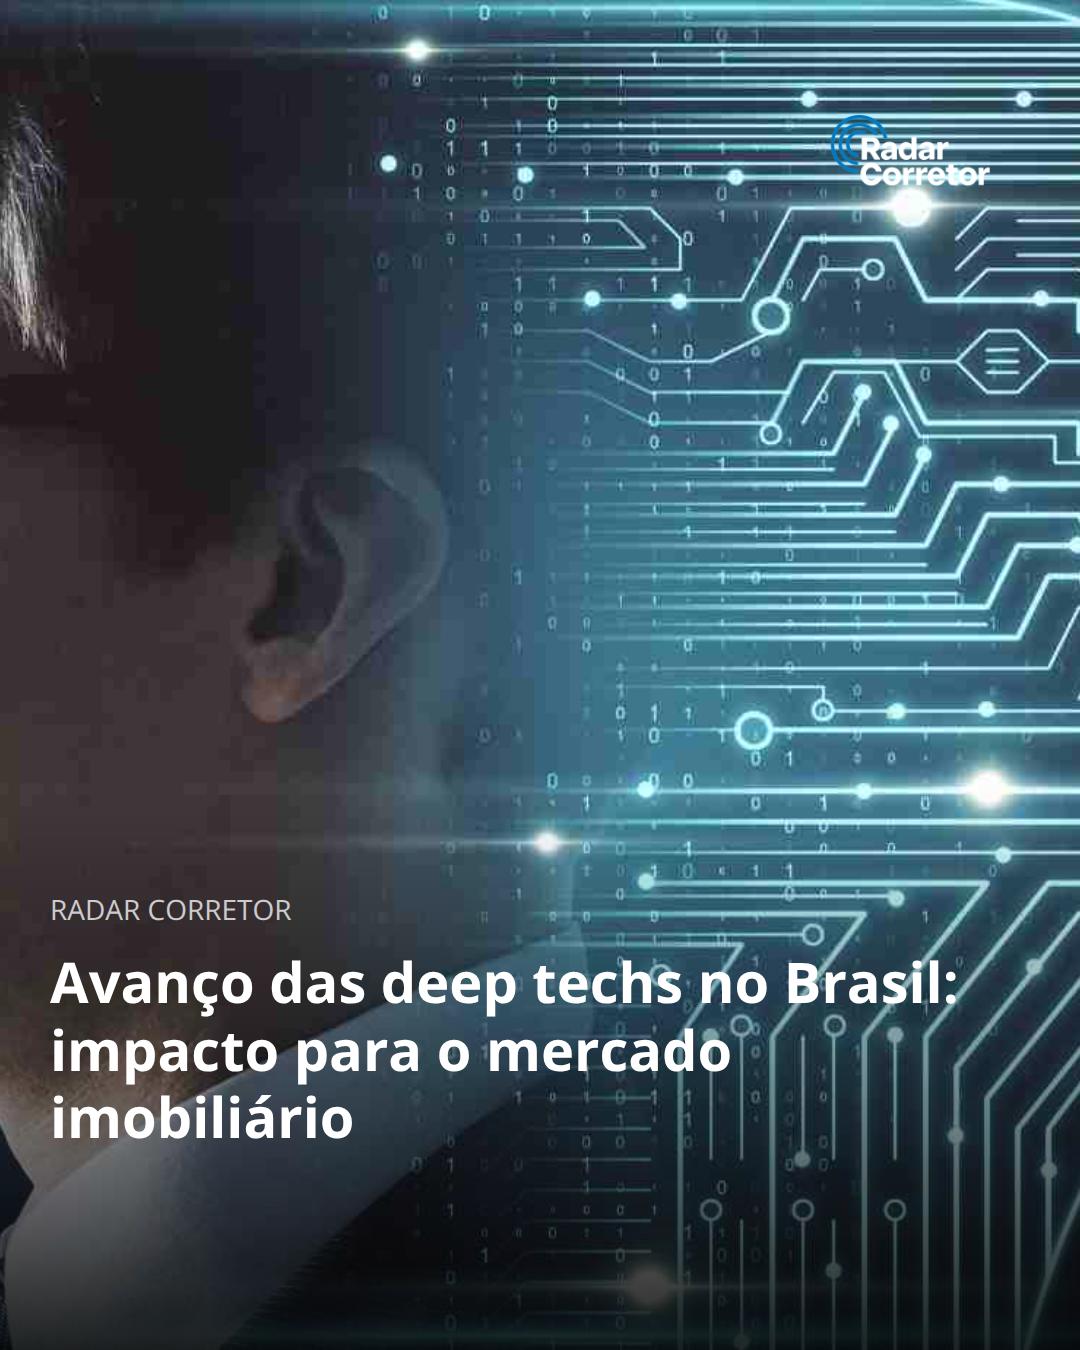 Radar
Corretor
RADAR CORRETOR
Avanço das deep techs no Brasil:
impacto para o mercado
imobiliário